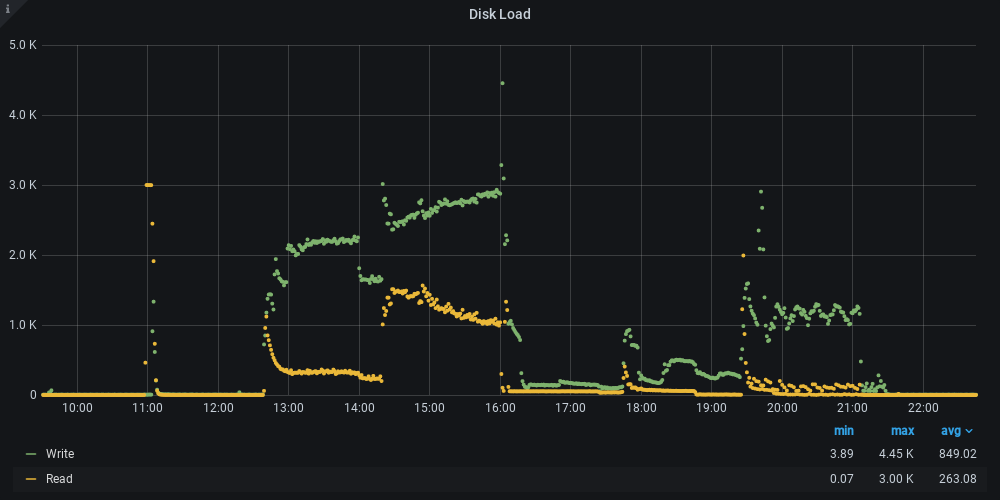 i
Disk Load
5.0 K
4.0 K
3.0 K
2.0 K
1.0 K
0
10:00 11:00 12:00 13:00 14:00 15:00 16:00 17:00 18:00 19:00 20:00 21:00 22:00
min max avg
Write 3.89 4.45 K 849.02
Read 0.07 3.00 K 263.08